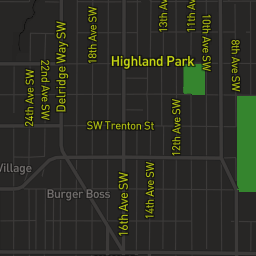 13th Ave SW
11th Ave SW
10th Ave SW
18th Ave SW
8th Ave SW
Delridge Way SW
Highland Park
22nd Ave SW
24th Ave SW
SW Trenton St
12th Ave SW
Village
Burger Boss
16th Ave SW
14th Ave SW